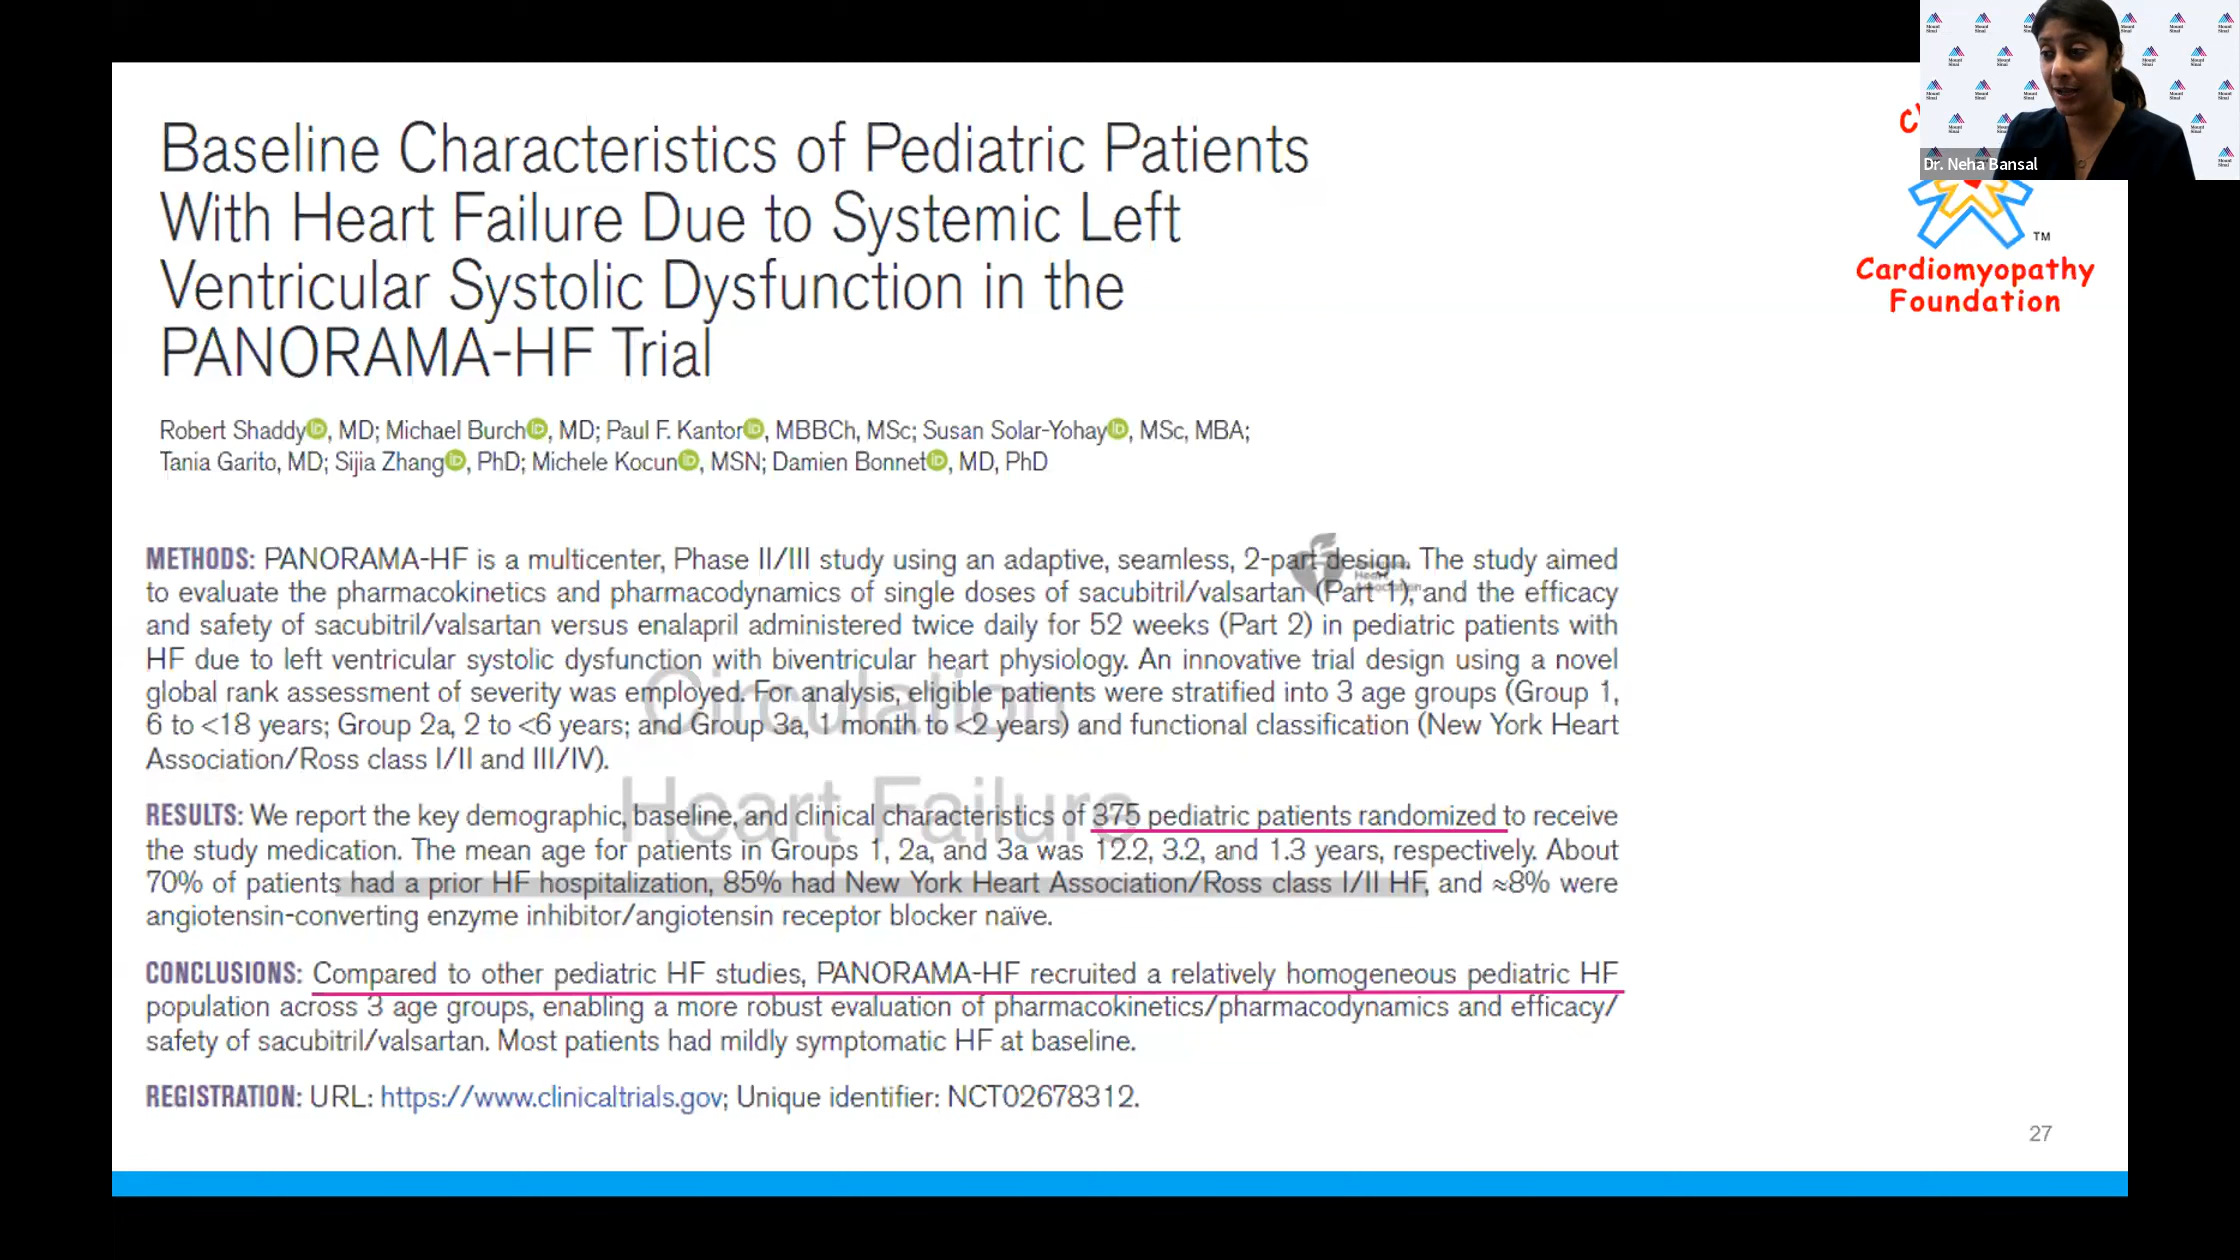 Baseline Characteristics of Pediatric Patients
With Heart Failure Due to Systemic Left
Ventricular Systolic Dysfunction in the
PANORAMA-HF Trial
Robert Shaddy iD, MD; Michael Burch iD, MD; Paul F. Kantor iD, MBBCh, MSc; Susan Solar-Yohay iD, MSc, MBA;
Tania Garito, MD; Sijia Zhang iD, PhD; Michele Kocun iD, MSN; Damien Bonnet iD, MD, PhD
METHODS: PANORAMA-HF is a multicenter, Phase II/III study using an adaptive, seamless, 2-part design. The study aimed
to evaluate the pharmacokinetics and pharmacodynamics of single doses of sacubitril/valsartan (Part 1), and the efficacy
and safety of sacubitril/valsartan versus enalapril administered twice daily for 52 weeks (Part 2) in pediatric patients with
HF due to left ventricular systolic dysfunction with biventricular heart physiology. An innovative trial design using a novel
global rank assessment of severity was employed. For analysis, eligible patients were stratified into 3 age groups (Group 1,
6 to <18 years; Group 2a, 2 to <6 years; and Group 3a, 1 month to <2 years) and functional classification (New York Heart
Association/Ross class I/II and III/IV).
RESULTS: We report the key demographic, baseline, and clinical characteristics of 375 pediatric patients randomized to receive
the study medication. The mean age for patients in Groups 1, 2a, and 3a was 12.2, 3.2, and 1.3 years, respectively. About
70% of patients had a prior HF hospitalization, 85% had New York Heart Association/Ross class I/II HF, and ≈8% were
angiotensin-converting enzyme inhibitor/angiotensin receptor blocker naïve.
CONCLUSIONS: Compared to other pediatric HF studies, PANORAMA-HF recruited a relatively homogeneous pediatric HF
population across 3 age groups, enabling a more robust evaluation of pharmacokinetics/pharmacodynamics and efficacy/
safety of sacubitril/valsartan. Most patients had mildly symptomatic HF at baseline.
REGISTRATION: URL: https://www.clinicaltrials.gov; Unique identifier: NCT02678312.
Circulation
Heart Failure
Dr. Neha Bansal
Mount
Sinai
TM
Cardiomyopathy
Foundation
27